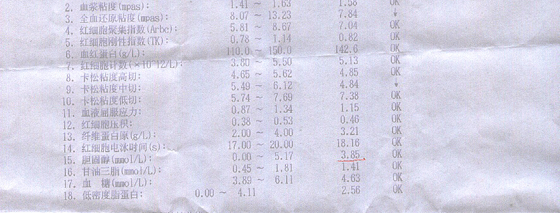 2. 血浆粘度(mpas): 1.41 ~ 1.63 1.58 OK
3. 全血还原粘度(mpas): 8.07 ~ 13.23 7.84 *
4. 红细胞聚集指数(Arbc): 5.81 ~ 8.67 7.04 OK
5. 红细胞刚性指数(TK): 0.78 ~ 1.14 0.82 OK
6. 血红蛋白(g/L): 110.0 ~ 150.0 142.6 OK
7. 红细胞计数(×10^12/L): 3.80 ~ 5.50 5.13 OK
8. 卡松粘度高切: 4.65 ~ 5.62 4.85 OK
9. 卡松粘度中切: 5.49 ~ 6.12 4.84 *
10. 卡松粘度低切: 5.74 ~ 7.69 7.38 OK
11. 血液屈服应力: 0.87 ~ 1.34 1.15 OK
12. 红细胞压积: 0.38 ~ 0.53 0.46 OK
13. 纤维蛋白原(g/L): 2.00 ~ 4.00 3.21 OK
14. 红细胞电泳时间(s): 17.00 ~ 20.00 18.16 OK
15. 胆固醇(mmol/L): 0.00 ~ 5.17 3.85 OK
16. 甘油三脂(mmol/L): 0.45 ~ 1.81 1.41 OK
17. 血 糖(mmol/L): 3.89 ~ 6.11 4.63 OK
18. 低密度脂蛋白: 0.00 ~ 4.11 2.56 OK